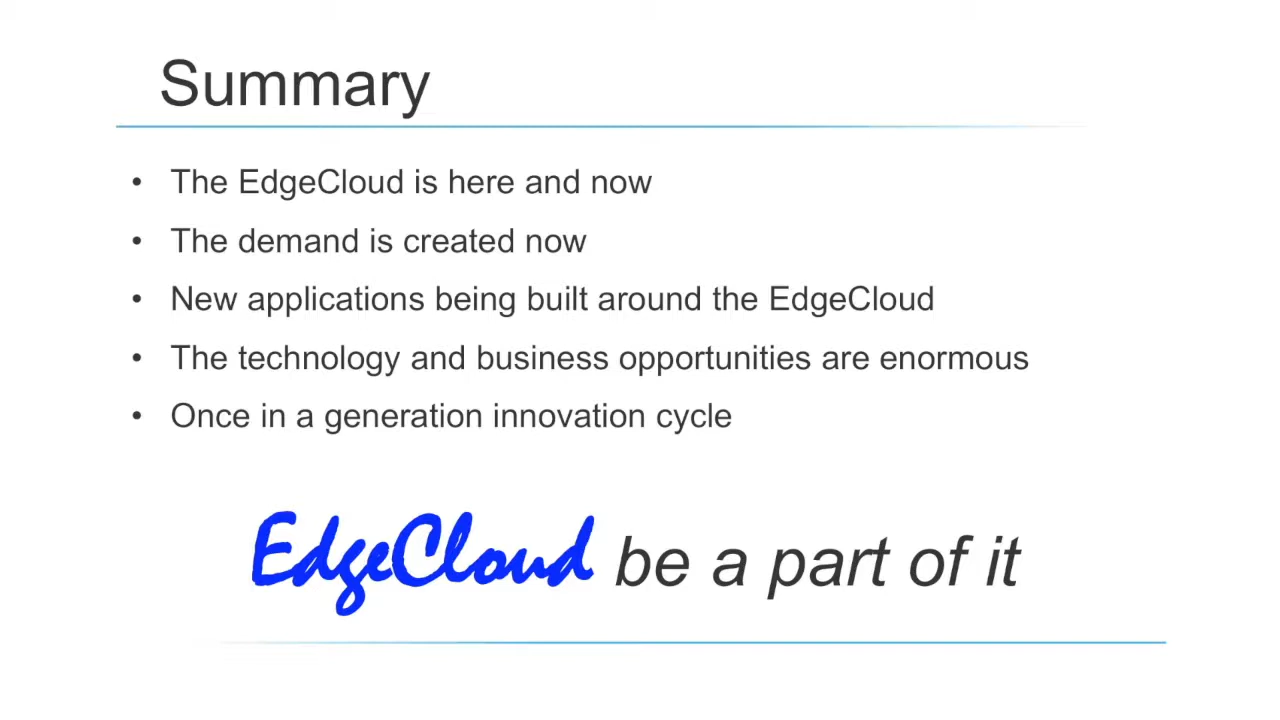 Summary
• The EdgeCloud is here and now
• The demand is created now
• New applications being built around the EdgeCloud
• The technology and business opportunities are enormous
• Once in a generation innovation cycle
EdgeCloud be a part of it